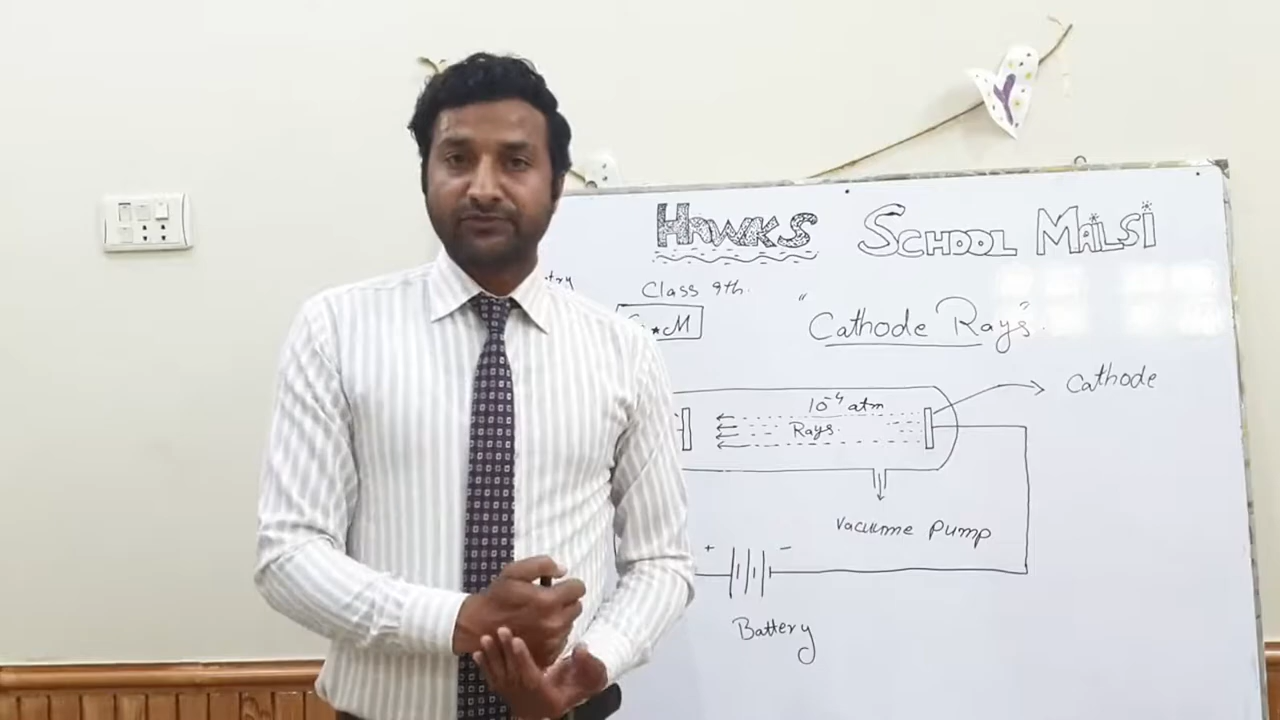 HAWKS SCHOOL MAILSI
Class 9th.
"Cathode Rays".
Cathode
10⁻⁴ atm
Rays.
Vacuume Pump
+ −
Battery